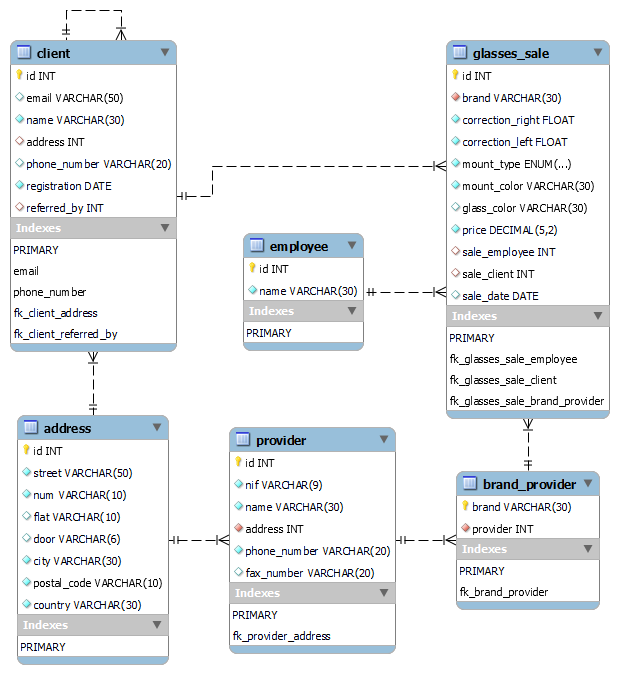 client
id INT
email VARCHAR(50)
name VARCHAR(30)
address INT
phone_number VARCHAR(20)
registration DATE
referred_by INT
Indexes
PRIMARY
email
phone_number
fk_client_address
fk_client_referred_by
glasses_sale
id INT
brand VARCHAR(30)
correction_right FLOAT
correction_left FLOAT
mount_type ENUM(...)
mount_color VARCHAR(30)
glass_color VARCHAR(30)
price DECIMAL(5,2)
sale_employee INT
sale_client INT
sale_date DATE
Indexes
PRIMARY
fk_glasses_sale_employee
fk_glasses_sale_client
fk_glasses_sale_brand_provider
employee
id INT
name VARCHAR(30)
Indexes
PRIMARY
address
id INT
street VARCHAR(50)
num VARCHAR(10)
flat VARCHAR(10)
door VARCHAR(6)
city VARCHAR(30)
postal_code VARCHAR(10)
country VARCHAR(30)
Indexes
PRIMARY
provider
id INT
nif VARCHAR(9)
name VARCHAR(30)
address INT
phone_number VARCHAR(20)
fax_number VARCHAR(20)
Indexes
PRIMARY
fk_provider_address
brand_provider
brand VARCHAR(30)
provider INT
Indexes
PRIMARY
fk_brand_provider